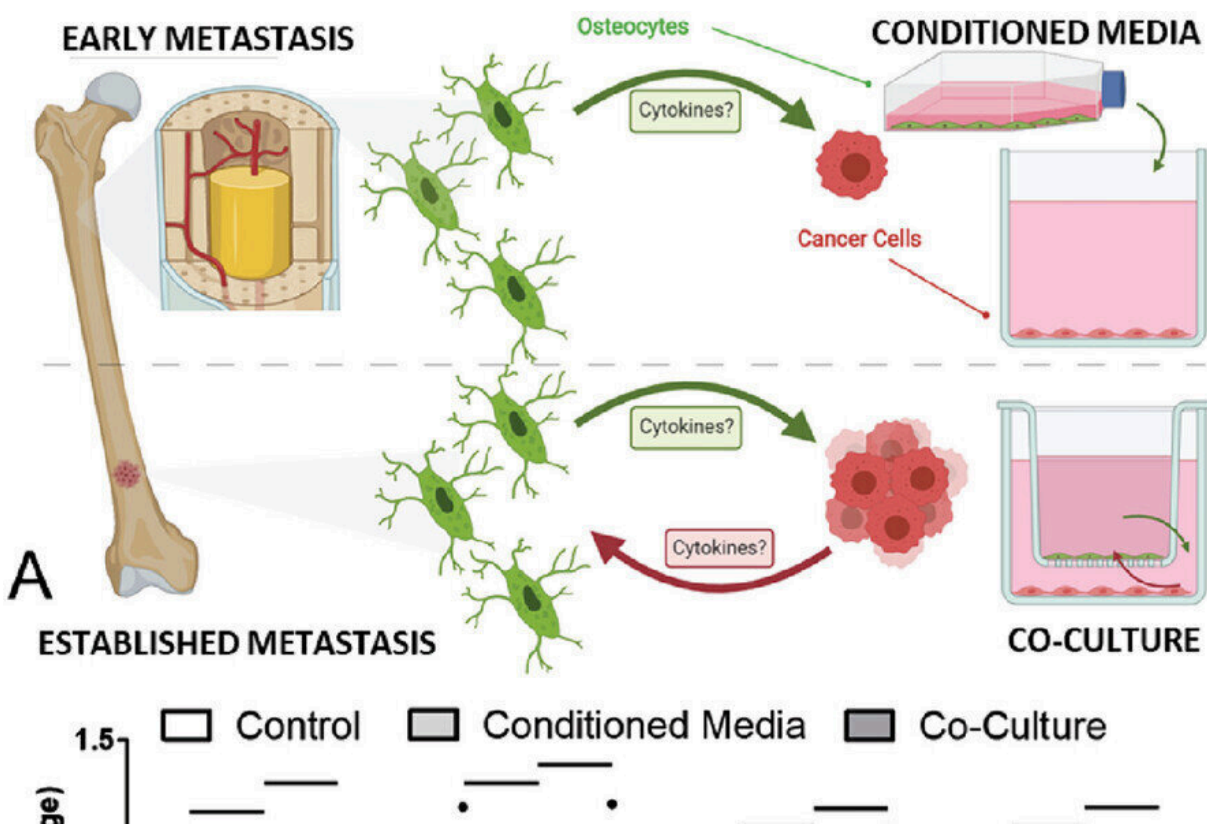 EARLY METASTASIS
Osteocytes
CONDITIONED MEDIA
Cytokines?
Cancer Cells
Cytokines?
Cytokines?
A
ESTABLISHED METASTASIS
CO-CULTURE
Control
Conditioned Media
Co-Culture
1.5